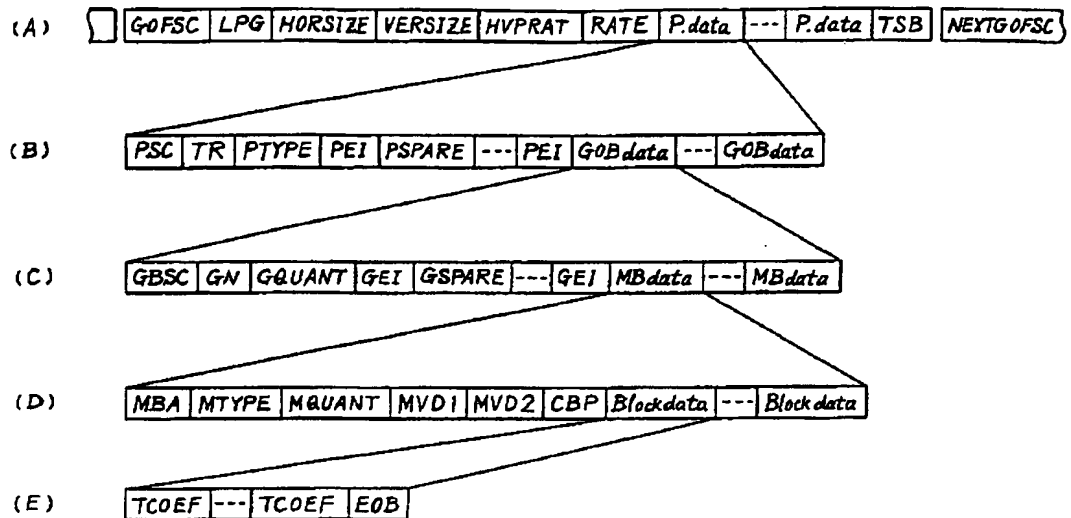 (A) GOFSC LPG HORSIZE VERSIZE HVPRAT RATE P.data --- P.data TSB NEXTGOFSC
(B) PSC TR PTYPE PEI PSPARE --- PEI GOBdata --- GOBdata
(C) GBSC GN GQUANT GEI GSPARE --- GEI MBdata --- MBdata
(D) MBA MTYPE MQUANT MVD1 MVD2 CBP Blockdata --- Blockdata
(E) TCOEF --- TCOEF EOB